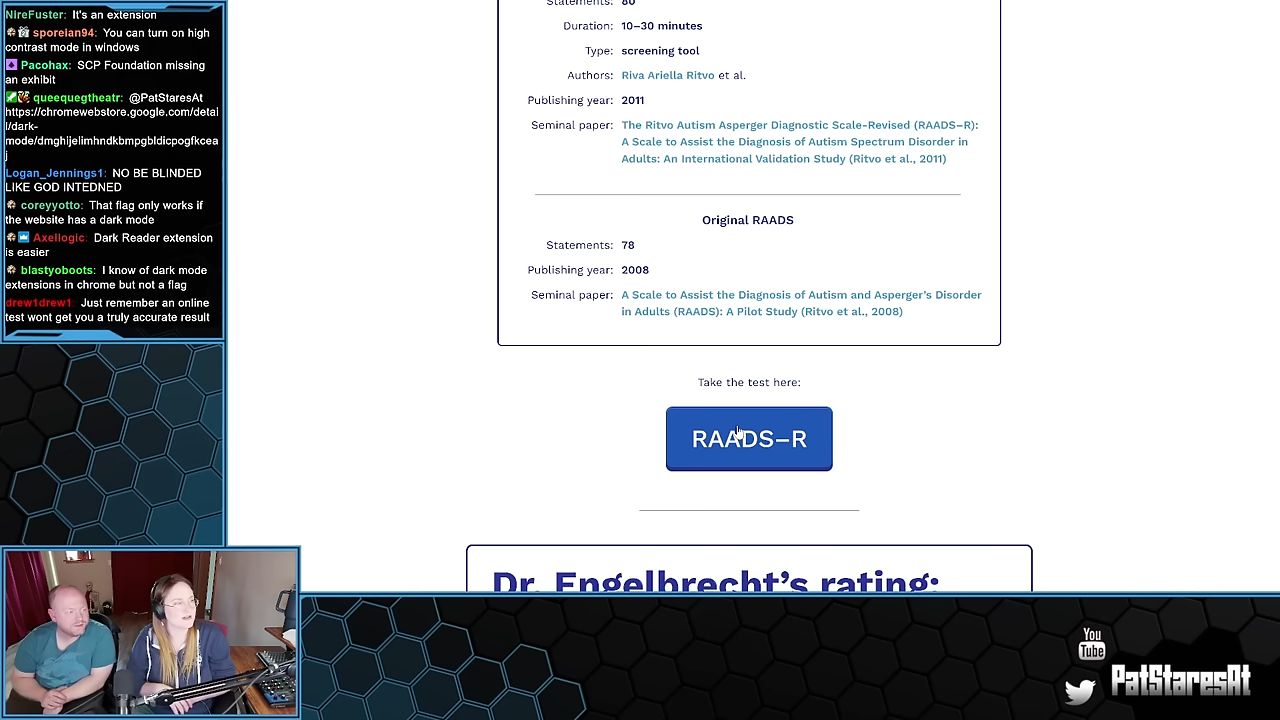 NireFuster: It's an extension
sporeian94: You can turn on high
contrast mode in windows
Pacohax: SCP Foundation missing
an exhibit
queequegtheatr: @PatStaresAt
https://chromewebstore.google.com/detai
l/dark-
mode/dmghijelimhndkbmpgbldicpogfkcea
j
Logan_Jennings1: NO BE BLINDED
LIKE GOD INTEDNED
coreyyotto: That flag only works if
the website has a dark mode
Axellogic: Dark Reader extension
is easier
blastyoboots: I know of dark mode
extensions in chrome but not a flag
drew1drew1: Just remember an online
test wont get you a truly accurate result
Statements: 80
Duration: 10–30 minutes
Type: screening tool
Authors: Riva Ariella Ritvo et al.
Publishing year: 2011
Seminal paper: The Ritvo Autism Asperger Diagnostic Scale-Revised (RAADS–R):
A Scale to Assist the Diagnosis of Autism Spectrum Disorder in
Adults: An International Validation Study (Ritvo et al., 2011)
Original RAADS
Statements: 78
Publishing year: 2008
Seminal paper: A Scale to Assist the Diagnosis of Autism and Asperger's Disorder
in Adults (RAADS): A Pilot Study (Ritvo et al., 2008)
Take the test here:
RAADS–R
Dr. Engelbrecht's rating:
You
Tube
PatStaresAt